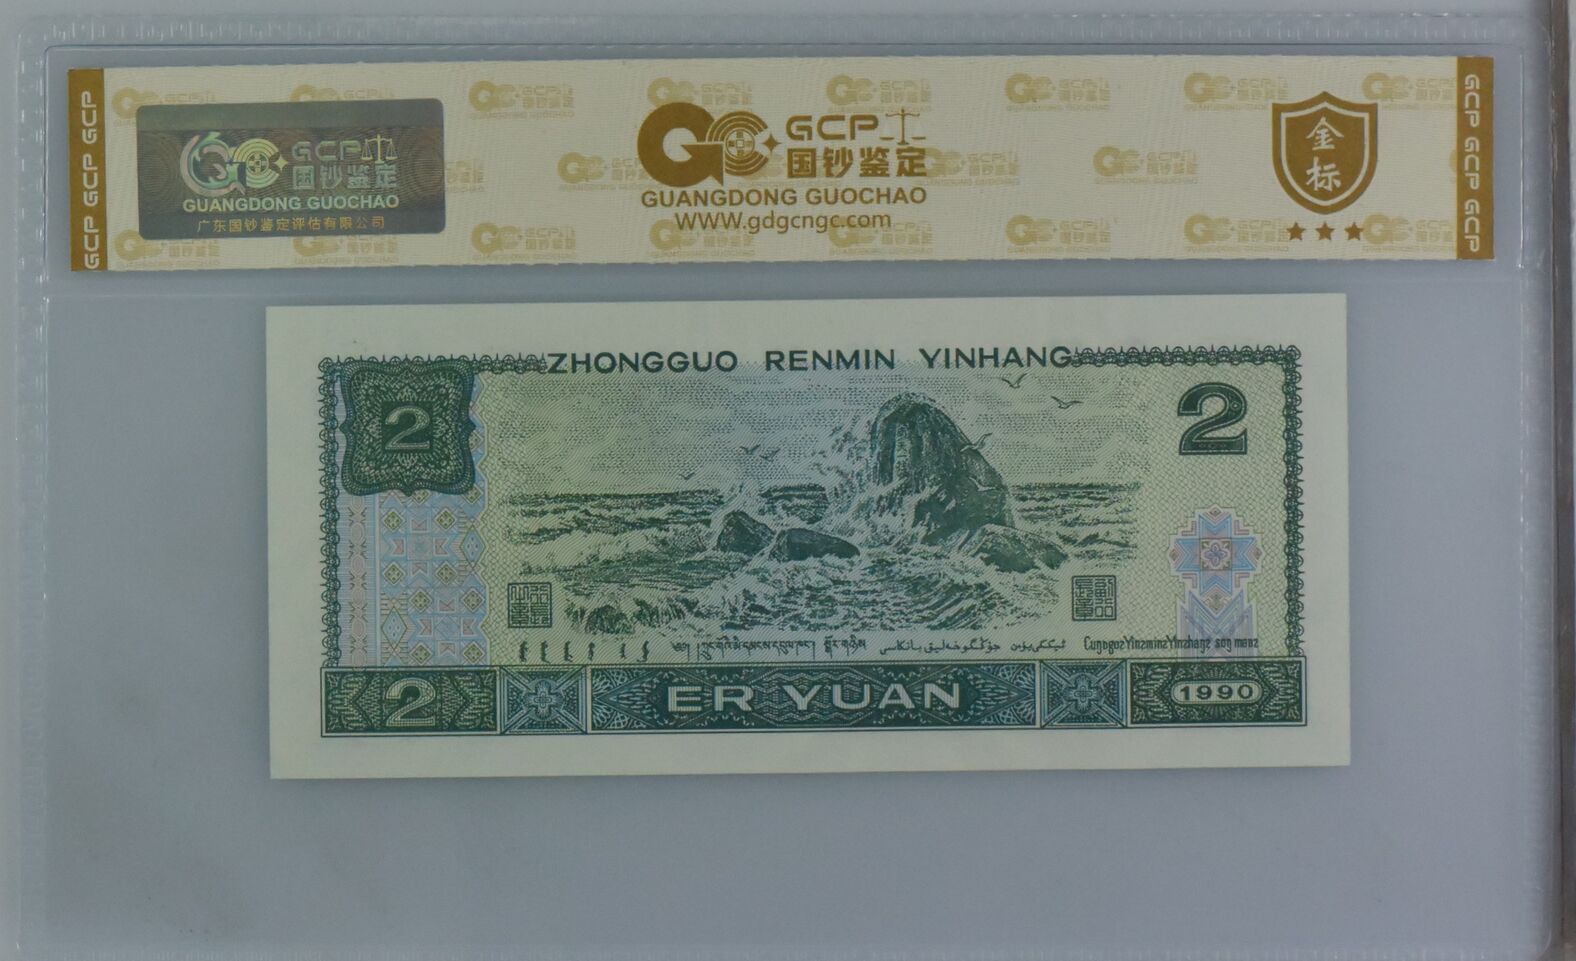 GCP GCP GCP
GCP
国钞鉴定
GUANGDONG GUOCHAO
广东国钞鉴定评估有限公司
GCP
国钞鉴定
GUANGDONG GUOCHAO
WWW.gdgcngc.com
金标
GCP GCP GCP
ZHONGGUO RENMIN YINHANG
2
2
2
ER YUAN
1990